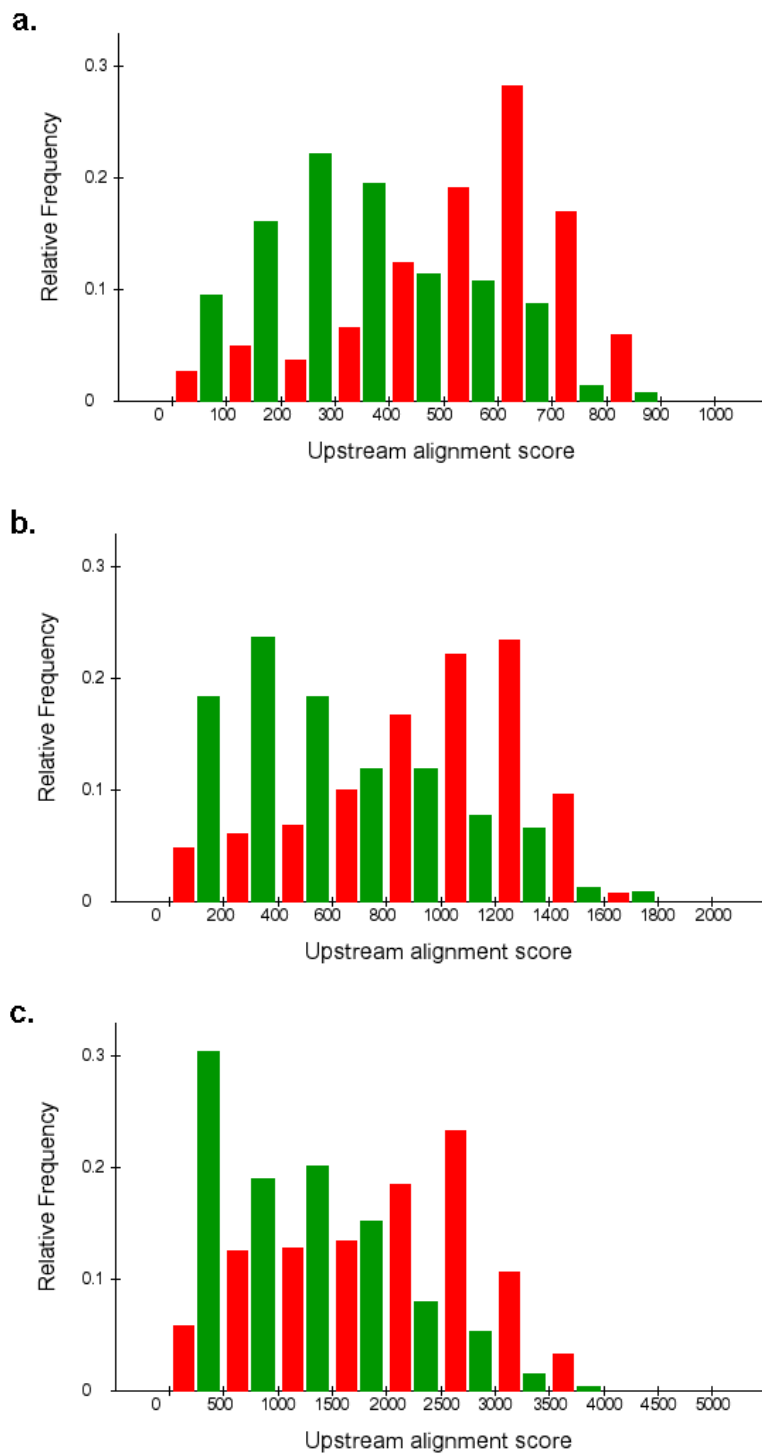 a.
0.3
0.2
0.1
0
Relative Frequency
0 100 200 300 400 500 600 700 800 900 1000
Upstream alignment score
b.
0.3
0.2
0.1
0
Relative Frequency
0 200 400 600 800 1000 1200 1400 1600 1800 2000
Upstream alignment score
c.
0.3
0.2
0.1
0
Relative Frequency
0 500 1000 1500 2000 2500 3000 3500 4000 4500 5000
Upstream alignment score